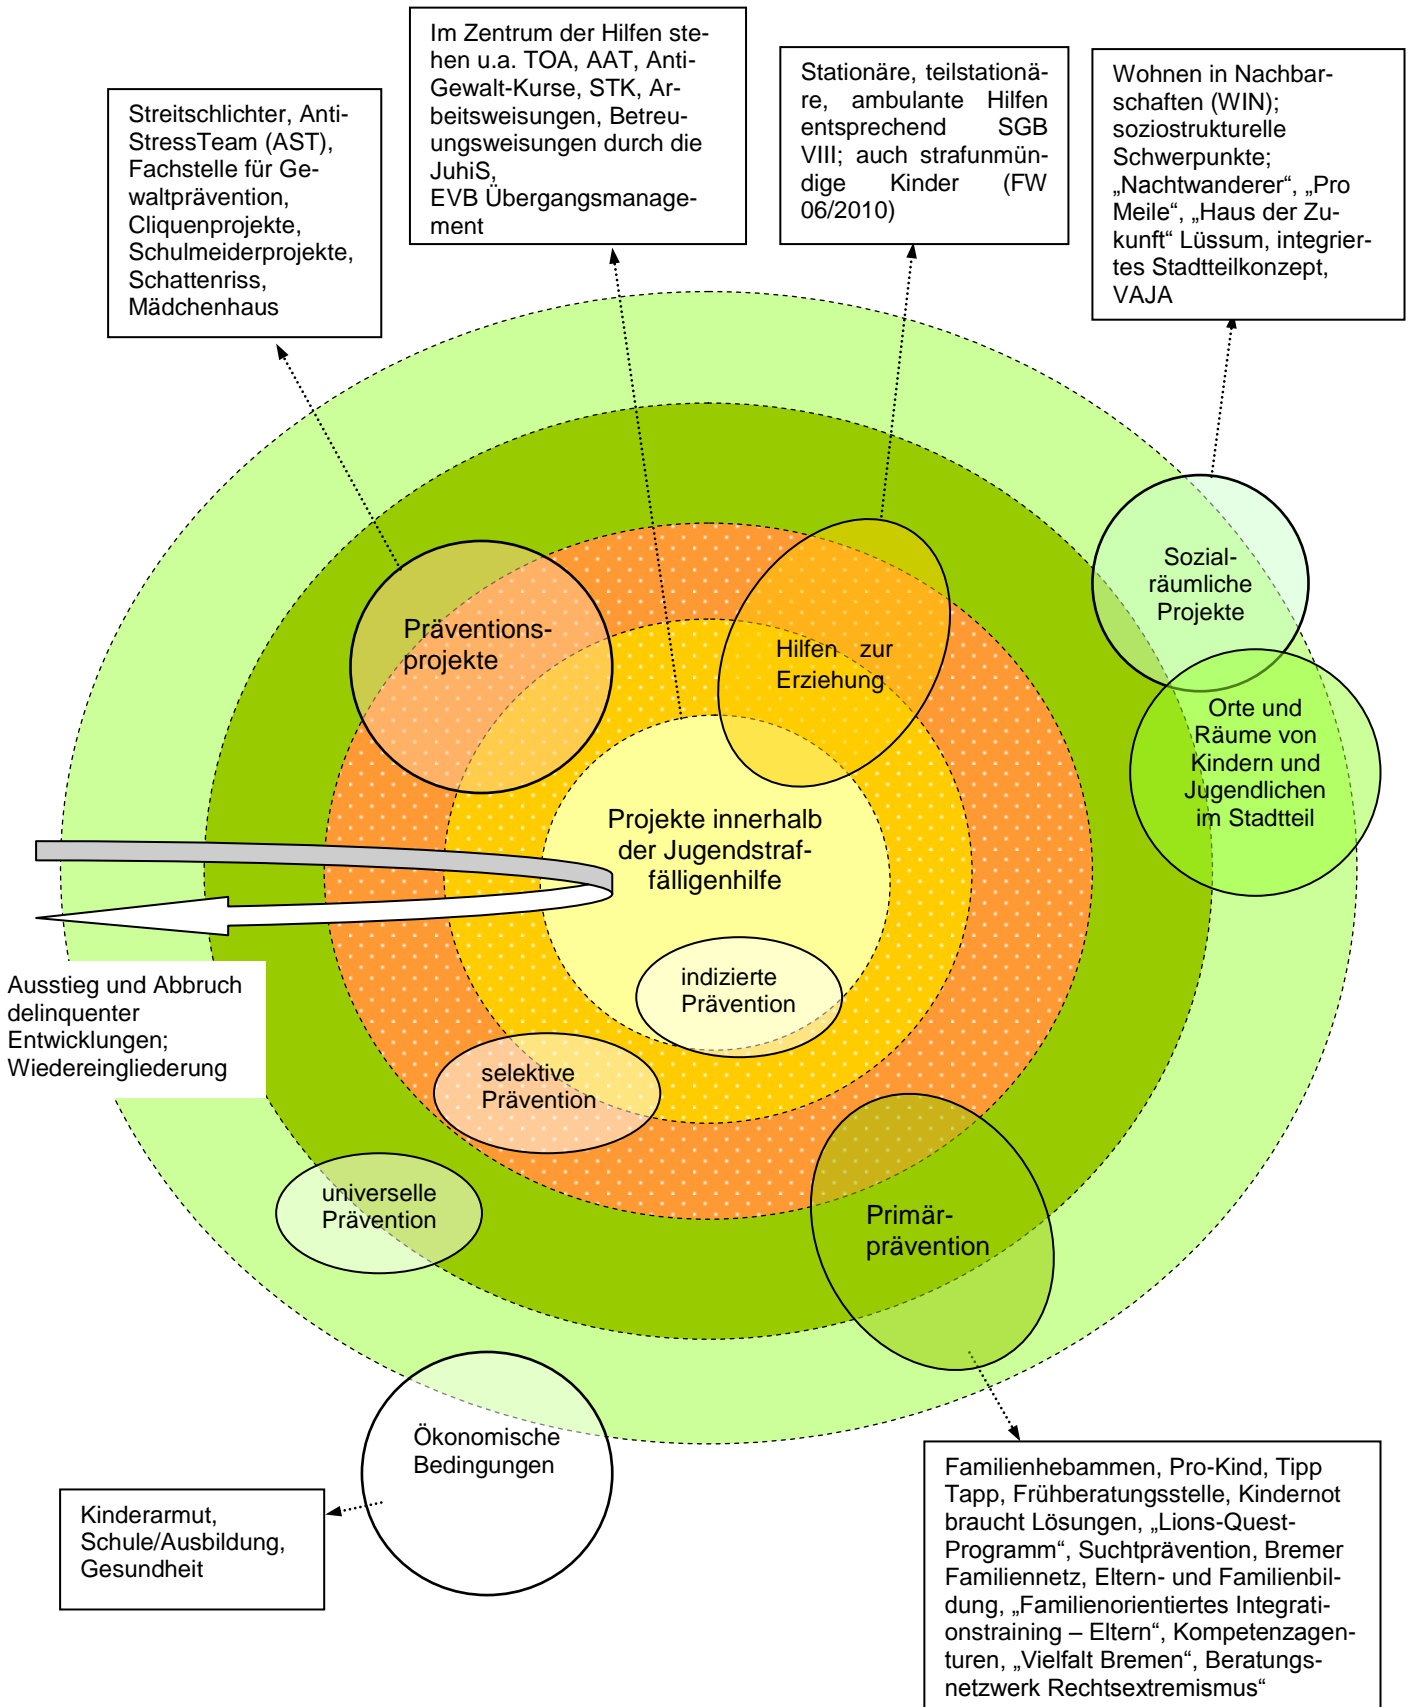 Im Zentrum der Hilfen ste-
hen u.a. TOA, AAT, Anti-
Gewalt-Kurse, STK, Ar-
beitsweisungen, Betreu-
ungsweisungen durch die
JuhiS,
EVB Übergangsmanage-
ment
Stationäre, teilstationä-
re, ambulante Hilfen
entsprechend SGB
VIII; auch strafunmün-
dige Kinder (FW
06/2010)
Wohnen in Nachbar-
schaften (WIN);
soziostrukturelle
Schwerpunkte;
„Nachtwanderer“, „Pro
Meile“, „Haus der Zu-
kunft“ Lüssum, integrier-
tes Stadtteilkonzept,
VAJA
Streitschlichter, Anti-
StressTeam (AST),
Fachstelle für Ge-
waltprävention,
Cliquenprojekte,
Schulmeiderprojekte,
Schattenriss,
Mädchenhaus
Sozial-
räumliche
Projekte
Präventions-
projekte
Hilfen zur
Erziehung
Orte und
Räume von
Kindern und
Jugendlichen
im Stadtteil
Projekte innerhalb
der Jugendstraf-
fälligenhilfe
indizierte
Prävention
Ausstieg und Abbruch
delinquenter
Entwicklungen;
Wiedereingliederung
selektive
Prävention
universelle
Prävention
Primär-
prävention
Ökonomische
Bedingungen
Kinderarmut,
Schule/Ausbildung,
Gesundheit
Familienhebammen, Pro-Kind, Tipp
Tapp, Frühberatungsstelle, Kindernot
braucht Lösungen, „Lions-Quest-
Programm“, Suchtprävention, Bremer
Familiennetz, Eltern- und Familienbil-
dung, „Familienorientiertes Integrati-
onstraining – Eltern“, Kompetenzagen-
turen, „Vielfalt Bremen“, Beratungs-
netzwerk Rechtsextremismus“